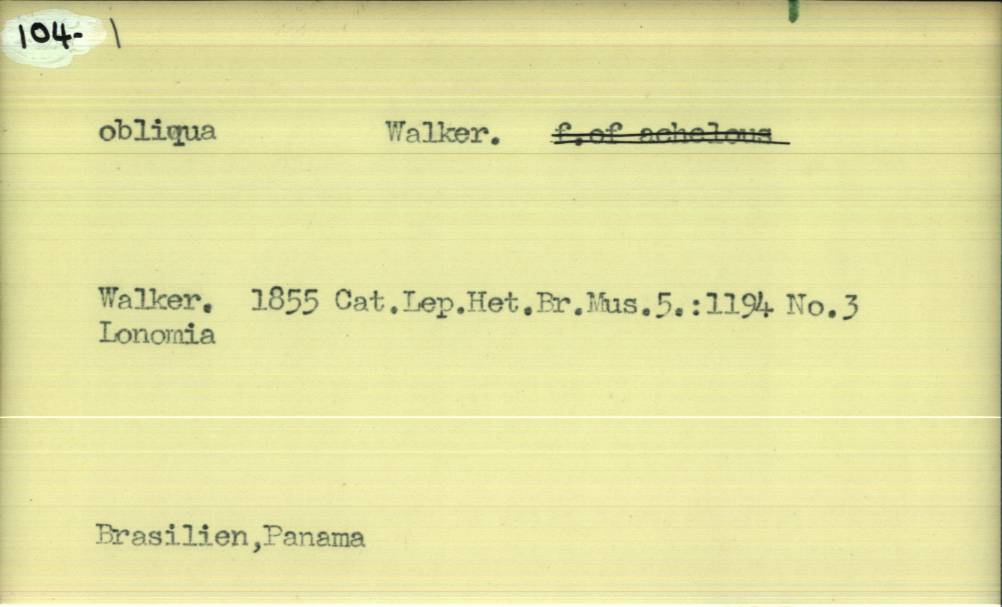 104- \
obliqua Walker. f.of achelous
Walker. 1855 Cat.Lep.Het.Br.Mus.5.:1194 No.3
Lonomia
Brasilien,Panama